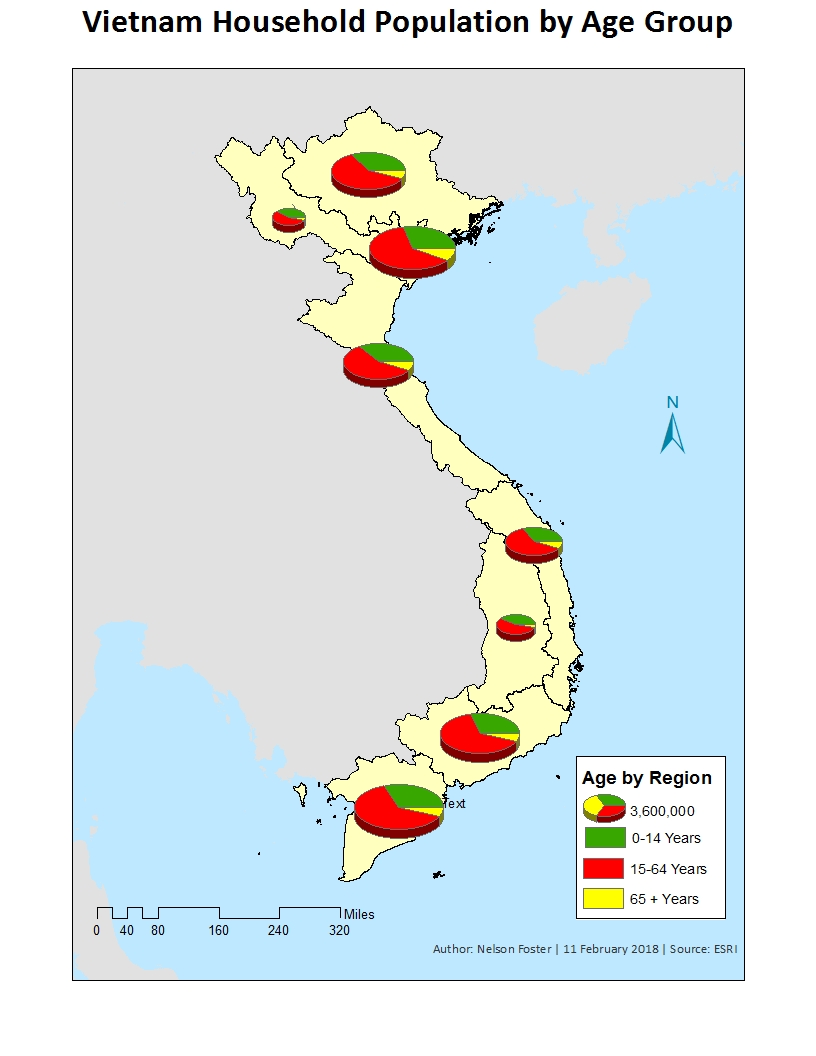 Vietnam Household Population by Age Group
N
Text
Age by Region
3,600,000
0-14 Years
15-64 Years
65 + Years
Miles
0 40 80 160 240 320
Author: Nelson Foster | 11 February 2018 | Source: ESRI